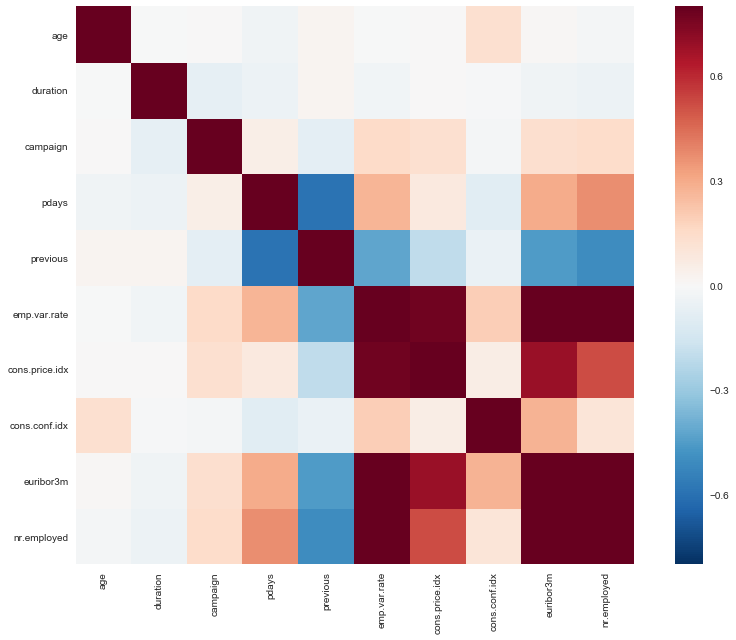 age
duration
campaign
pdays
previous
emp.var.rate
cons.price.idx
cons.conf.idx
euribor3m
nr.employed
age
duration
campaign
pdays
previous
emp.var.rate
cons.price.idx
cons.conf.idx
euribor3m
nr.employed
0.6
0.3
0.0
−0.3
−0.6